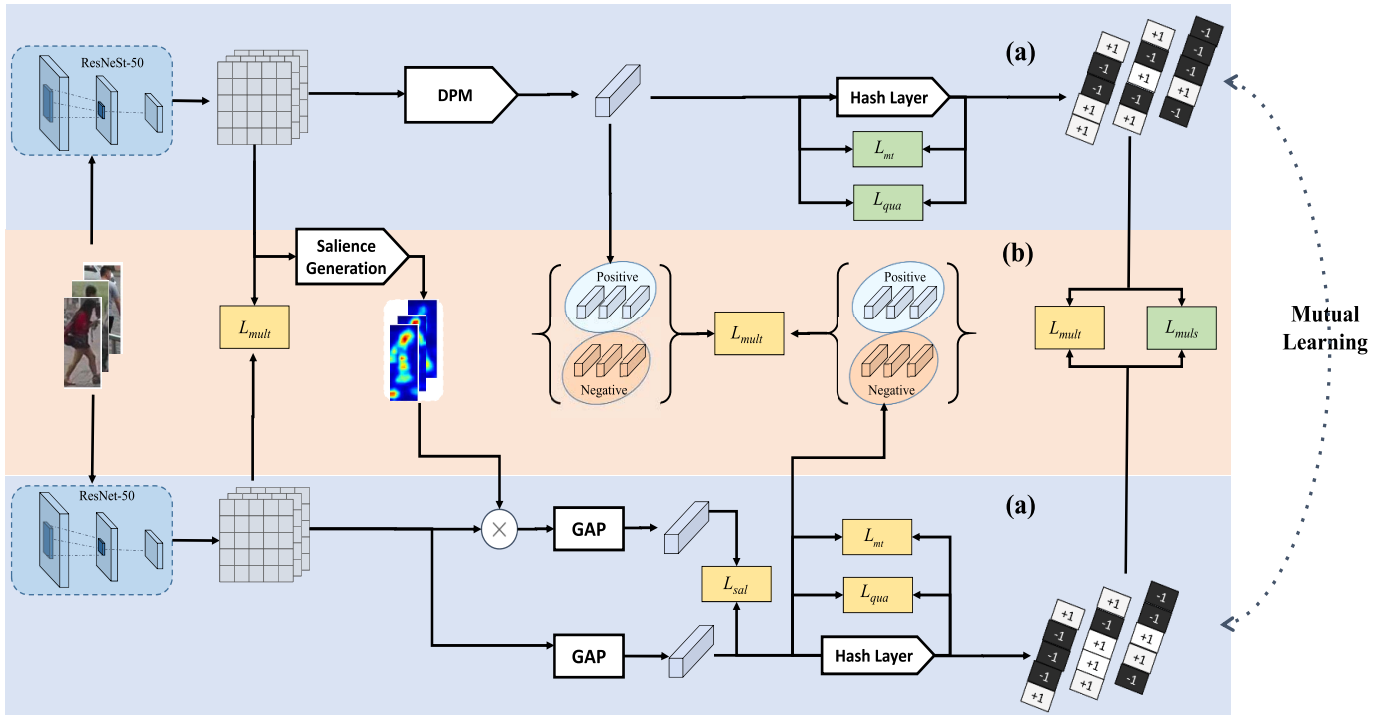 ResNeSt-50
DPM
Hash Layer
(a)
L_mt
L_qua
+1
-1
-1
+1
+1
+1
-1
+1
-1
+1
-1
-1
-1
+1
-1
Salience
Generation
(b)
L_mult
Positive
Negative
L_mult
Positive
Negative
L_mult
L_muls
Mutual
Learning
ResNet-50
(a)
×
GAP
L_sal
GAP
L_mt
L_qua
Hash Layer
+1
-1
-1
-1
+1
+1
-1
+1
+1
+1
-1
-1
+1
+1
-1